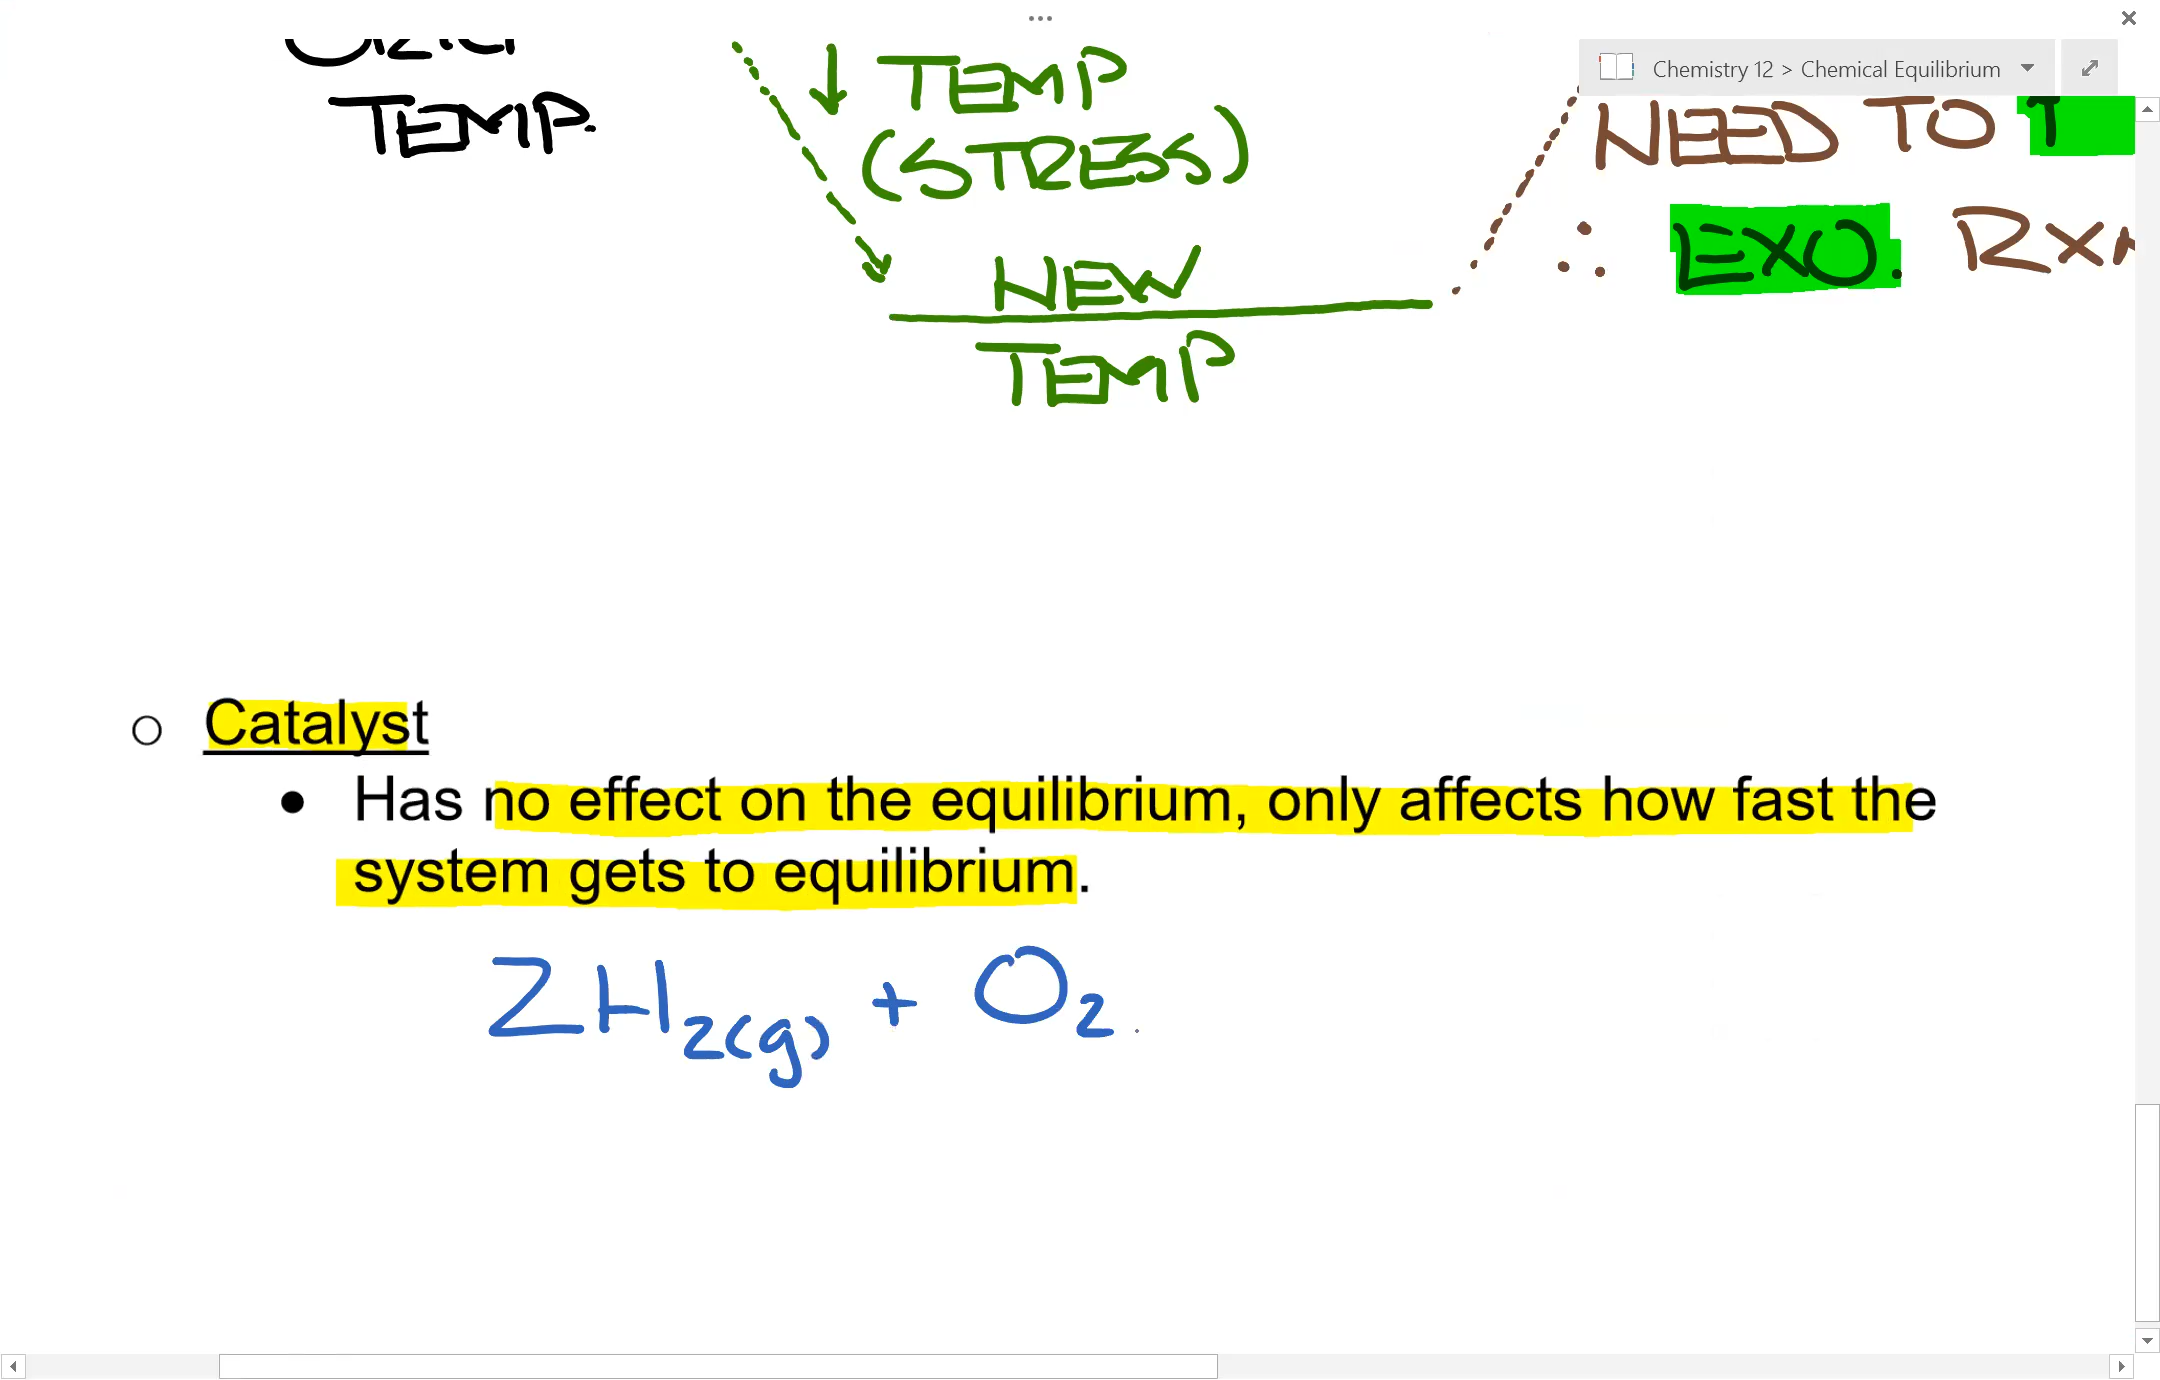 Chemistry 12 > Chemical Equilibrium
TEMP.
↓ TEMP
(STRESS)
NEW
TEMP
NEED TO ↑
∴ EXO. RX
Catalyst
Has no effect on the equilibrium, only affects how fast the
system gets to equilibrium.
2H2(g) + O2